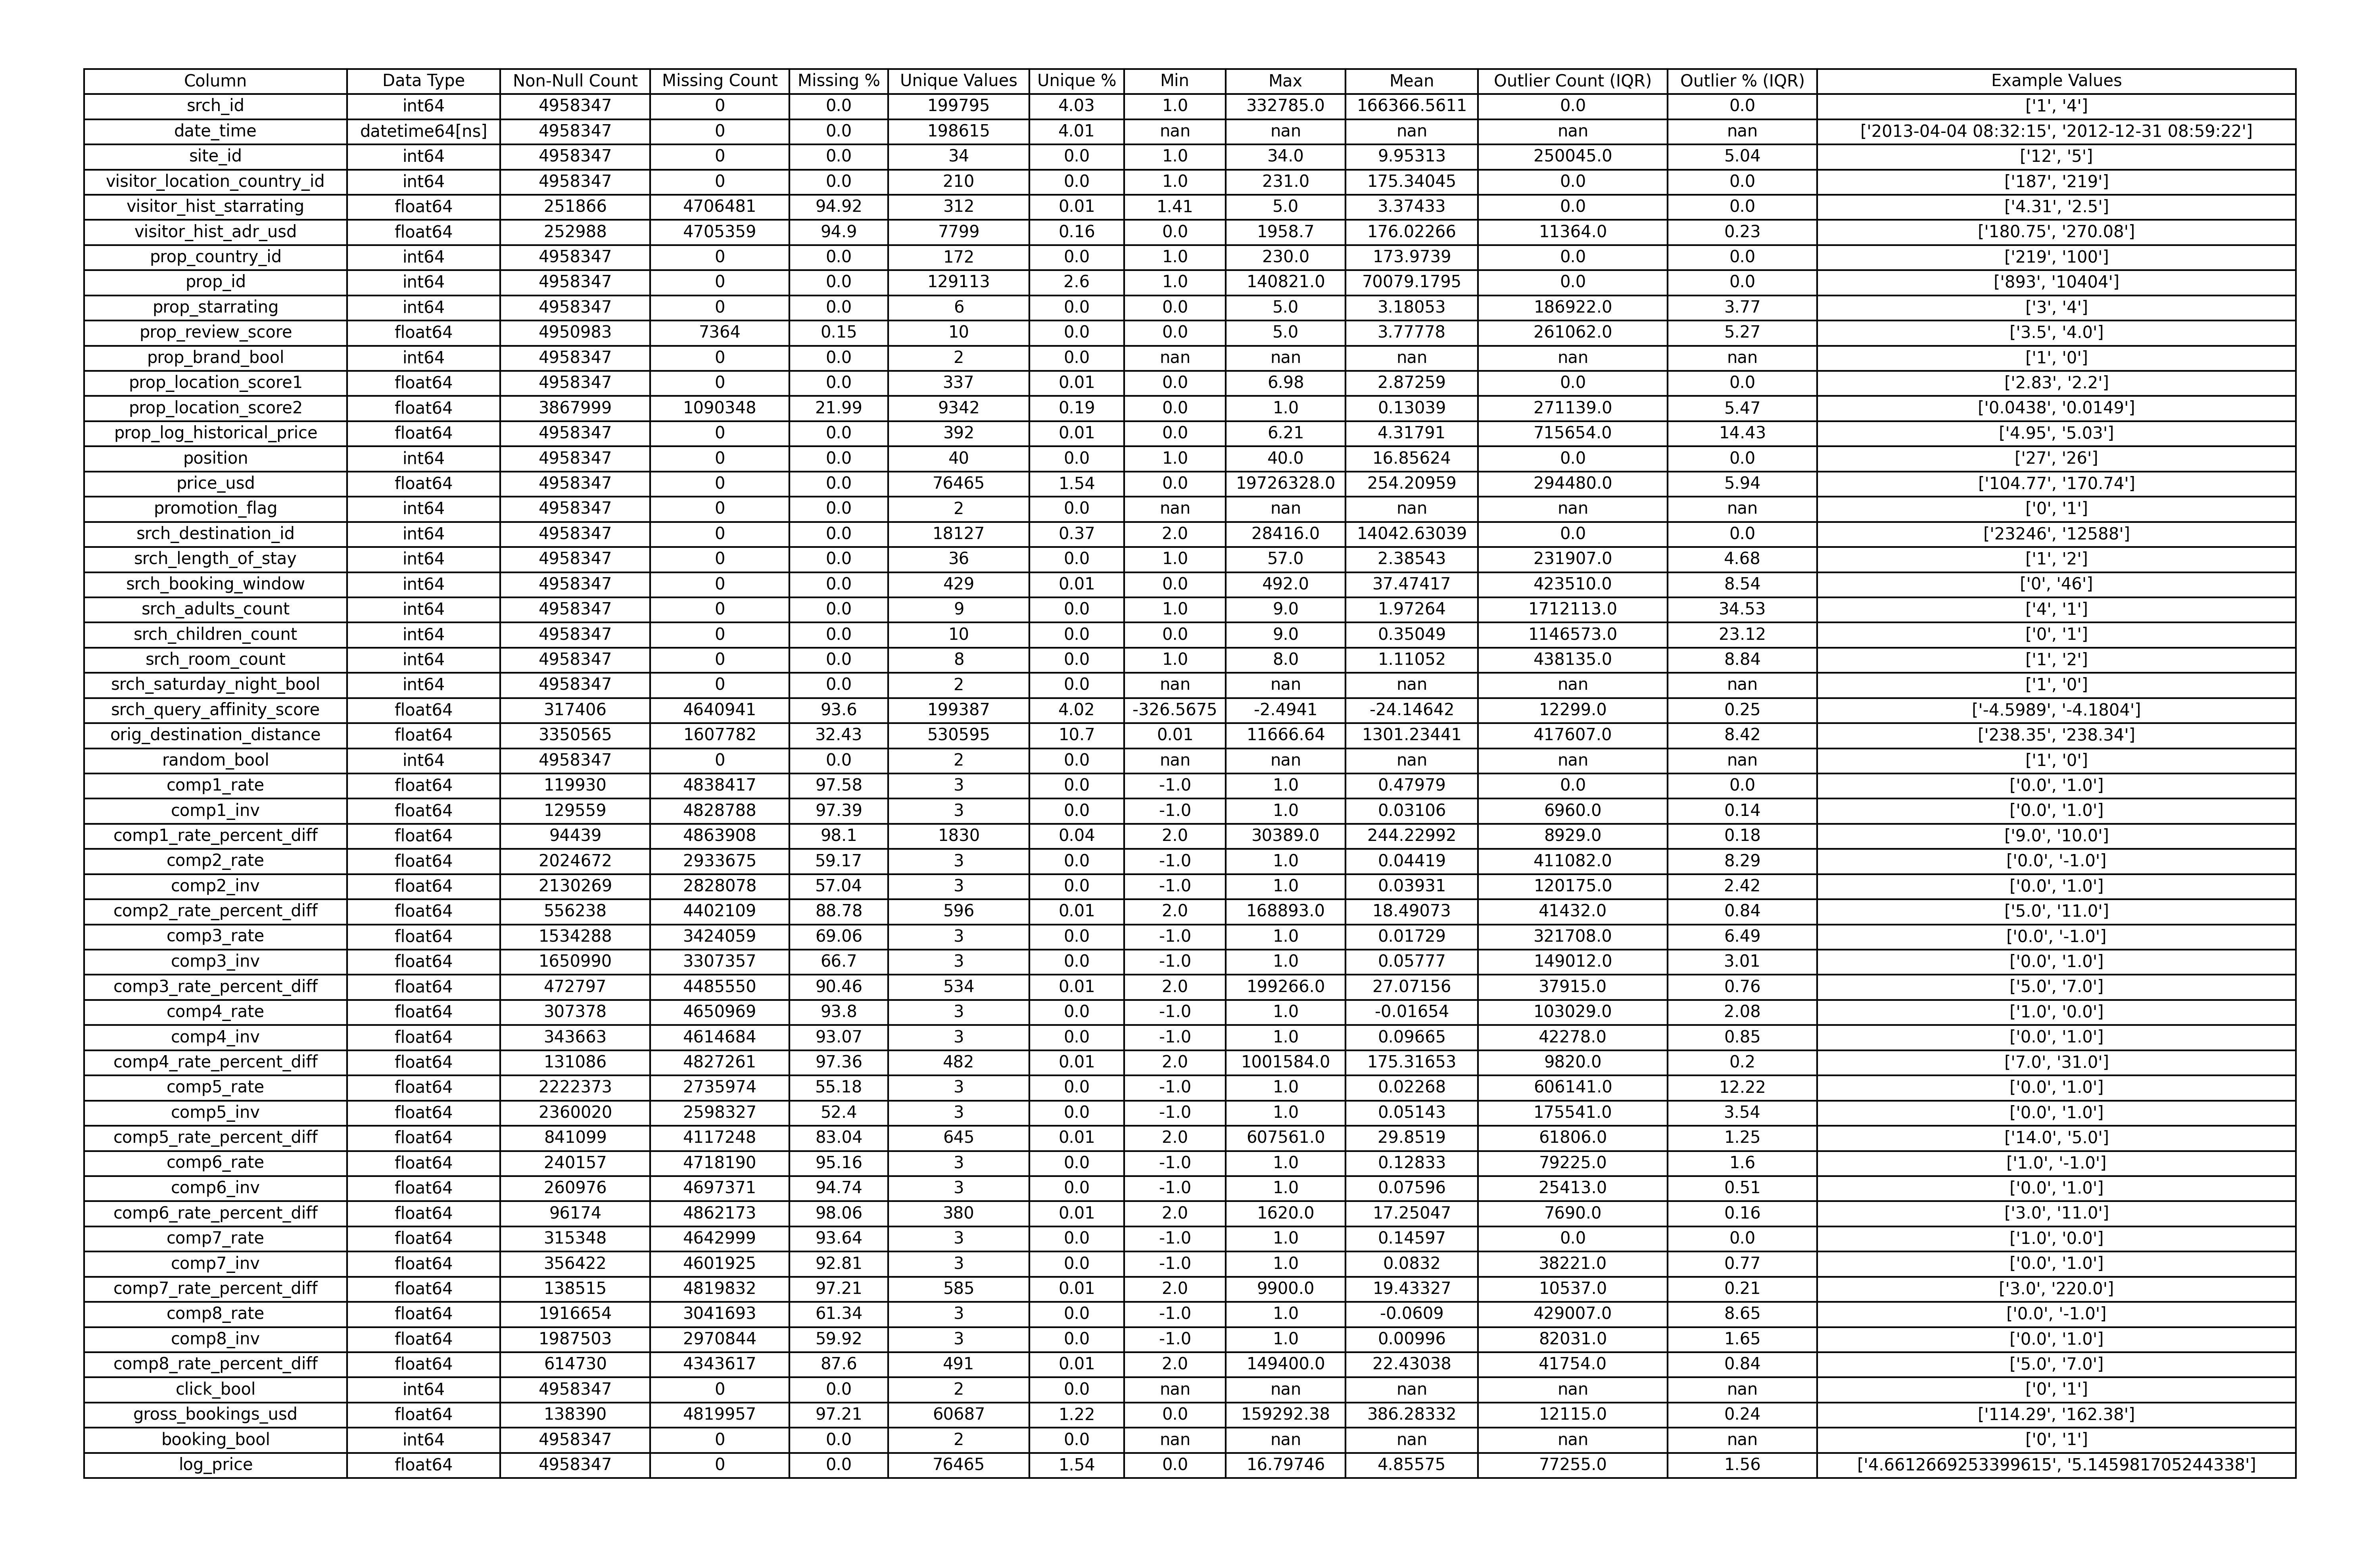 Column Data Type Non-Null Count Missing Count Missing % Unique Values Unique % Min Max Mean Outlier Count (IQR) Outlier % (IQR) Example Values
srch_id int64 4958347 0 0.0 199795 4.03 1.0 332785.0 166366.5611 0.0 0.0 ['1', '4']
date_time datetime64[ns] 4958347 0 0.0 198615 4.01 nan nan nan nan nan ['2013-04-04 08:32:15', '2012-12-31 08:59:22']
site_id int64 4958347 0 0.0 34 0.0 1.0 34.0 9.95313 250045.0 5.04 ['12', '5']
visitor_location_country_id int64 4958347 0 0.0 210 0.0 1.0 231.0 175.34045 0.0 0.0 ['187', '219']
visitor_hist_starrating float64 251866 4706481 94.92 312 0.01 1.41 5.0 3.37433 0.0 0.0 ['4.31', '2.5']
visitor_hist_adr_usd float64 252988 4705359 94.9 7799 0.16 0.0 1958.7 176.02266 11364.0 0.23 ['180.75', '270.08']
prop_country_id int64 4958347 0 0.0 172 0.0 1.0 230.0 173.9739 0.0 0.0 ['219', '100']
prop_id int64 4958347 0 0.0 129113 2.6 1.0 140821.0 70079.1795 0.0 0.0 ['893', '10404']
prop_starrating int64 4958347 0 0.0 6 0.0 0.0 5.0 3.18053 186922.0 3.77 ['3', '4']
prop_review_score float64 4950983 7364 0.15 10 0.0 0.0 5.0 3.77778 261062.0 5.27 ['3.5', '4.0']
prop_brand_bool int64 4958347 0 0.0 2 0.0 nan nan nan nan nan ['1', '0']
prop_location_score1 float64 4958347 0 0.0 337 0.01 0.0 6.98 2.87259 0.0 0.0 ['2.83', '2.2']
prop_location_score2 float64 3867999 1090348 21.99 9342 0.19 0.0 1.0 0.13039 271139.0 5.47 ['0.0438', '0.0149']
prop_log_historical_price float64 4958347 0 0.0 392 0.01 0.0 6.21 4.31791 715654.0 14.43 ['4.95', '5.03']
position int64 4958347 0 0.0 40 0.0 1.0 40.0 16.85624 0.0 0.0 ['27', '26']
price_usd float64 4958347 0 0.0 76465 1.54 0.0 19726328.0 254.20959 294480.0 5.94 ['104.77', '170.74']
promotion_flag int64 4958347 0 0.0 2 0.0 nan nan nan nan nan ['0', '1']
srch_destination_id int64 4958347 0 0.0 18127 0.37 2.0 28416.0 14042.63039 0.0 0.0 ['23246', '12588']
srch_length_of_stay int64 4958347 0 0.0 36 0.0 1.0 57.0 2.38543 231907.0 4.68 ['1', '2']
srch_booking_window int64 4958347 0 0.0 429 0.01 0.0 492.0 37.47417 423510.0 8.54 ['0', '46']
srch_adults_count int64 4958347 0 0.0 9 0.0 1.0 9.0 1.97264 1712113.0 34.53 ['4', '1']
srch_children_count int64 4958347 0 0.0 10 0.0 0.0 9.0 0.35049 1146573.0 23.12 ['0', '1']
srch_room_count int64 4958347 0 0.0 8 0.0 1.0 8.0 1.11052 438135.0 8.84 ['1', '2']
srch_saturday_night_bool int64 4958347 0 0.0 2 0.0 nan nan nan nan nan ['1', '0']
srch_query_affinity_score float64 317406 4640941 93.6 199387 4.02 -326.5675 -2.4941 -24.14642 12299.0 0.25 ['-4.5989', '-4.1804']
orig_destination_distance float64 3350565 1607782 32.43 530595 10.7 0.01 11666.64 1301.23441 417607.0 8.42 ['238.35', '238.34']
random_bool int64 4958347 0 0.0 2 0.0 nan nan nan nan nan ['1', '0']
comp1_rate float64 119930 4838417 97.58 3 0.0 -1.0 1.0 0.47979 0.0 0.0 ['0.0', '1.0']
comp1_inv float64 129559 4828788 97.39 3 0.0 -1.0 1.0 0.03106 6960.0 0.14 ['0.0', '1.0']
comp1_rate_percent_diff float64 94439 4863908 98.1 1830 0.04 2.0 30389.0 244.22992 8929.0 0.18 ['9.0', '10.0']
comp2_rate float64 2024672 2933675 59.17 3 0.0 -1.0 1.0 0.04419 411082.0 8.29 ['0.0', '-1.0']
comp2_inv float64 2130269 2828078 57.04 3 0.0 -1.0 1.0 0.03931 120175.0 2.42 ['0.0', '1.0']
comp2_rate_percent_diff float64 556238 4402109 88.78 596 0.01 2.0 168893.0 18.49073 41432.0 0.84 ['5.0', '11.0']
comp3_rate float64 1534288 3424059 69.06 3 0.0 -1.0 1.0 0.01729 321708.0 6.49 ['0.0', '-1.0']
comp3_inv float64 1650990 3307357 66.7 3 0.0 -1.0 1.0 0.05777 149012.0 3.01 ['0.0', '1.0']
comp3_rate_percent_diff float64 472797 4485550 90.46 534 0.01 2.0 199266.0 27.07156 37915.0 0.76 ['5.0', '7.0']
comp4_rate float64 307378 4650969 93.8 3 0.0 -1.0 1.0 -0.01654 103029.0 2.08 ['1.0', '0.0']
comp4_inv float64 343663 4614684 93.07 3 0.0 -1.0 1.0 0.09665 42278.0 0.85 ['0.0', '1.0']
comp4_rate_percent_diff float64 131086 4827261 97.36 482 0.01 2.0 1001584.0 175.31653 9820.0 0.2 ['7.0', '31.0']
comp5_rate float64 2222373 2735974 55.18 3 0.0 -1.0 1.0 0.02268 606141.0 12.22 ['0.0', '1.0']
comp5_inv float64 2360020 2598327 52.4 3 0.0 -1.0 1.0 0.05143 175541.0 3.54 ['0.0', '1.0']
comp5_rate_percent_diff float64 841099 4117248 83.04 645 0.01 2.0 607561.0 29.8519 61806.0 1.25 ['14.0', '5.0']
comp6_rate float64 240157 4718190 95.16 3 0.0 -1.0 1.0 0.12833 79225.0 1.6 ['1.0', '-1.0']
comp6_inv float64 260976 4697371 94.74 3 0.0 -1.0 1.0 0.07596 25413.0 0.51 ['0.0', '1.0']
comp6_rate_percent_diff float64 96174 4862173 98.06 380 0.01 2.0 1620.0 17.25047 7690.0 0.16 ['3.0', '11.0']
comp7_rate float64 315348 4642999 93.64 3 0.0 -1.0 1.0 0.14597 0.0 0.0 ['1.0', '0.0']
comp7_inv float64 356422 4601925 92.81 3 0.0 -1.0 1.0 0.0832 38221.0 0.77 ['0.0', '1.0']
comp7_rate_percent_diff float64 138515 4819832 97.21 585 0.01 2.0 9900.0 19.43327 10537.0 0.21 ['3.0', '220.0']
comp8_rate float64 1916654 3041693 61.34 3 0.0 -1.0 1.0 -0.0609 429007.0 8.65 ['0.0', '-1.0']
comp8_inv float64 1987503 2970844 59.92 3 0.0 -1.0 1.0 0.00996 82031.0 1.65 ['0.0', '1.0']
comp8_rate_percent_diff float64 614730 4343617 87.6 491 0.01 2.0 149400.0 22.43038 41754.0 0.84 ['5.0', '7.0']
click_bool int64 4958347 0 0.0 2 0.0 nan nan nan nan nan ['0', '1']
gross_bookings_usd float64 138390 4819957 97.21 60687 1.22 0.0 159292.38 386.28332 12115.0 0.24 ['114.29', '162.38']
booking_bool int64 4958347 0 0.0 2 0.0 nan nan nan nan nan ['0', '1']
log_price float64 4958347 0 0.0 76465 1.54 0.0 16.79746 4.85575 77255.0 1.56 ['4.6612669253399615', '5.145981705244338']